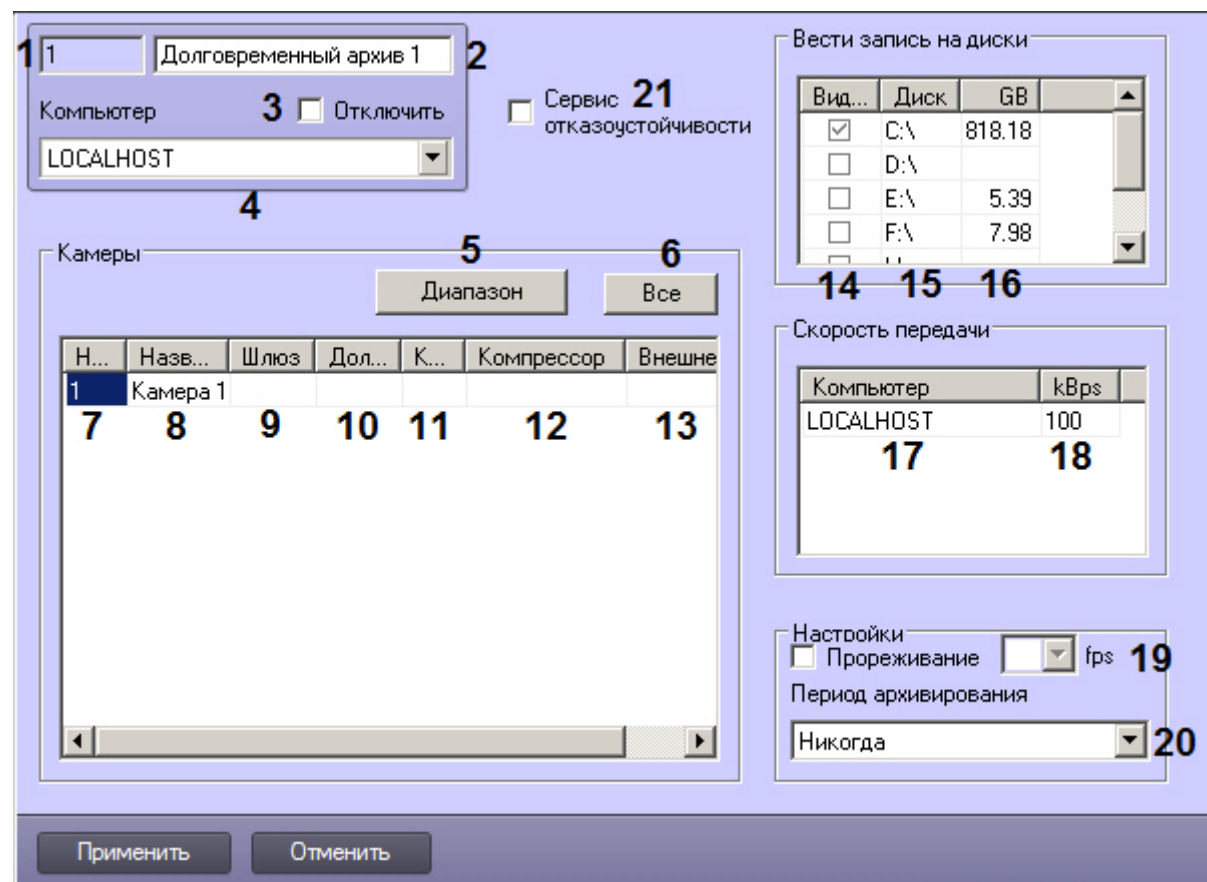 1 1 Долговременный архив 1 2
Компьютер 3 Отключить
LOCALHOST
4
Сервис 21
отказоустойчивости
Камеры
5 6
Диапазон Все
Н... Назв... Шлюз Дол... К... Компрессор Внешне
1 Камера 1
7 8 9 10 11 12 13
Вести запись на диски
Вид... Диск GB
C:\ 818.18
D:\
E:\ 5.39
F:\ 7.98
14 15 16
Скорость передачи
Компьютер kBps
LOCALHOST 100
17 18
Настройки
Прореживание fps 19
Период архивирования
Никогда 20
Применить Отменить